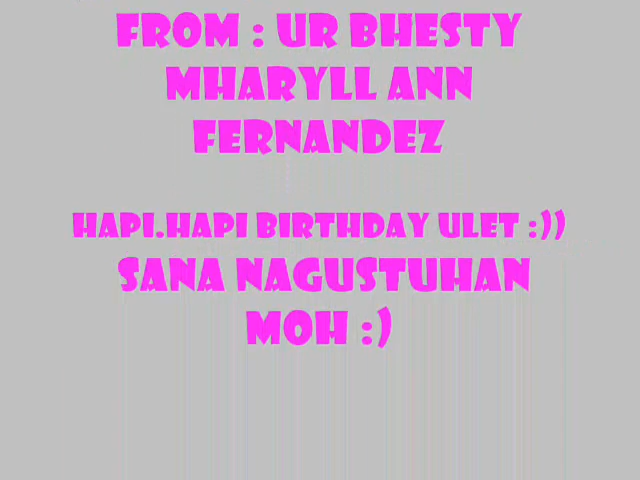 FROM : UR BHESTY
MHARYLL ANN
FERNANDEZ
HAPI.HAPI BIRTHDAY ULET :))
SANA NAGUSTUHAN
MOH :)